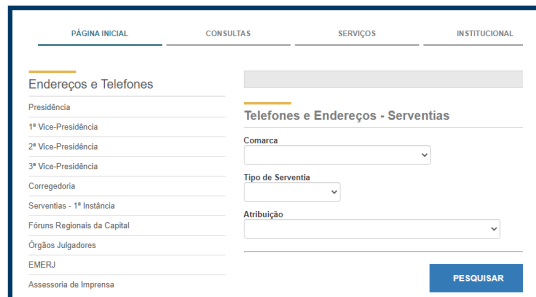 PÁGINA INICIAL
CONSULTAS
SERVIÇOS
INSTITUCIONAL
Endereços e Telefones
Presidência
1ª Vice-Presidência
2ª Vice-Presidência
3ª Vice-Presidência
Corregedoria
Serventias - 1ª Instância
Fóruns Regionais da Capital
Órgãos Julgadores
EMERJ
Assessoria de Imprensa
Telefones e Endereços - Serventias
Comarca
Tipo de Serventia
Atribuição
PESQUISAR